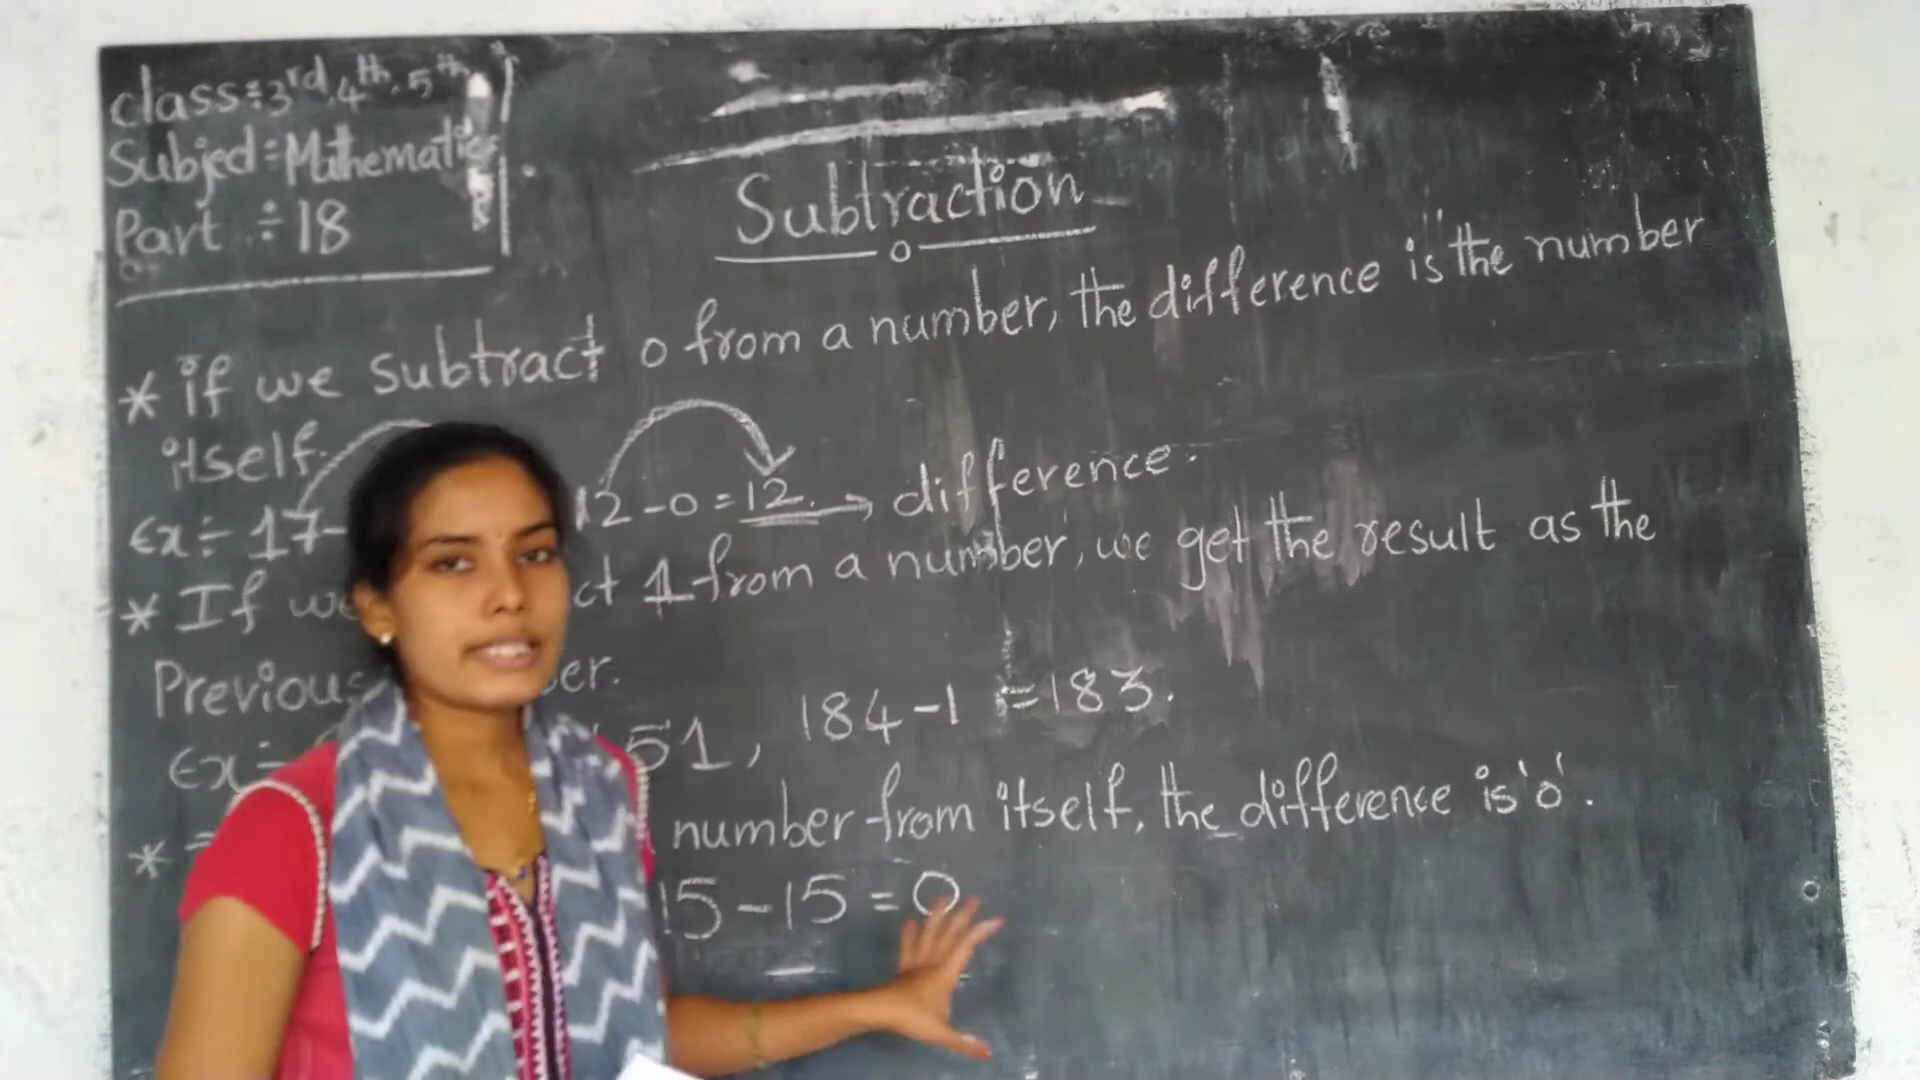 class÷3rd,4th,5th
Subject÷Mathematics
Part ÷18
Subtraction
* if we subtract 0 from a number, the difference is "the number
itself.
Ex÷ 17- 12-0=12. → difference.
* If we ct 1 from a number, we get the result as the
Previous ber.
Ex÷ 51, 184-1 =183.
* number from itself, the difference is '0'.
15-15=0